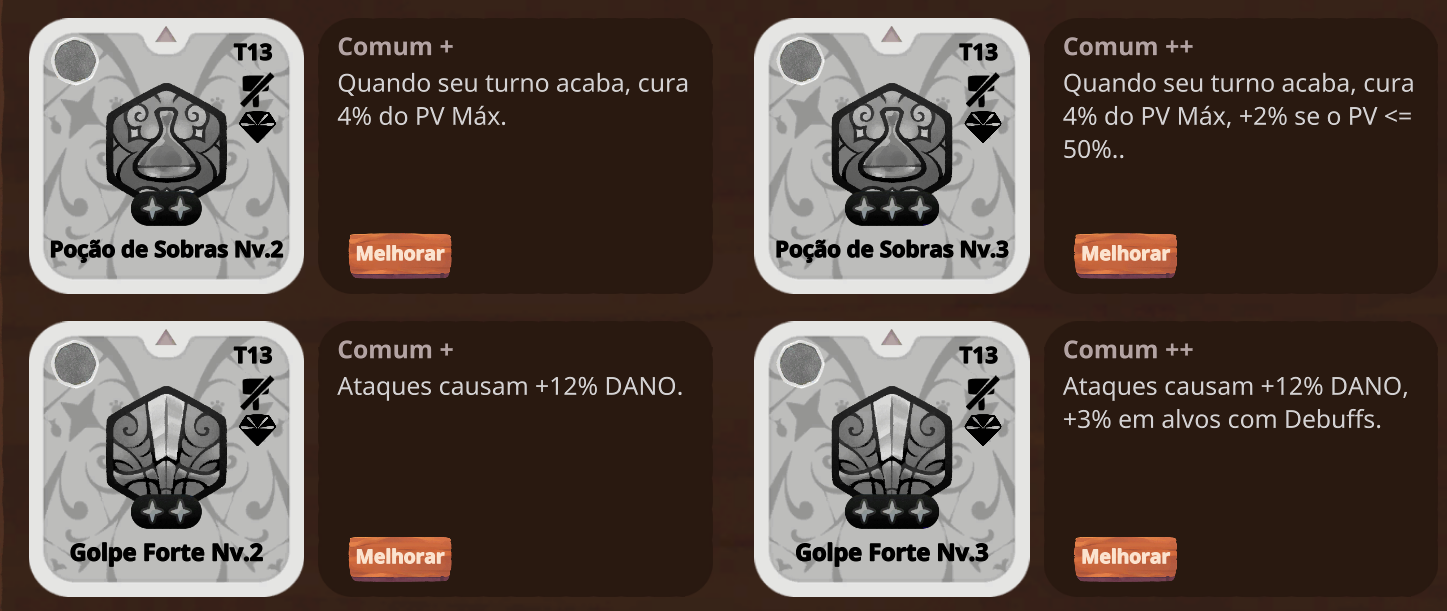 T13
Poção de Sobras Nv.2
Comum +
Quando seu turno acaba, cura
4% do PV Máx.
Melhorar
T13
Poção de Sobras Nv.3
Comum ++
Quando seu turno acaba, cura
4% do PV Máx, +2% se o PV <=
50%..
Melhorar
T13
Golpe Forte Nv.2
Comum +
Ataques causam +12% DANO.
Melhorar
T13
Golpe Forte Nv.3
Comum ++
Ataques causam +12% DANO,
+3% em alvos com Debuffs.
Melhorar